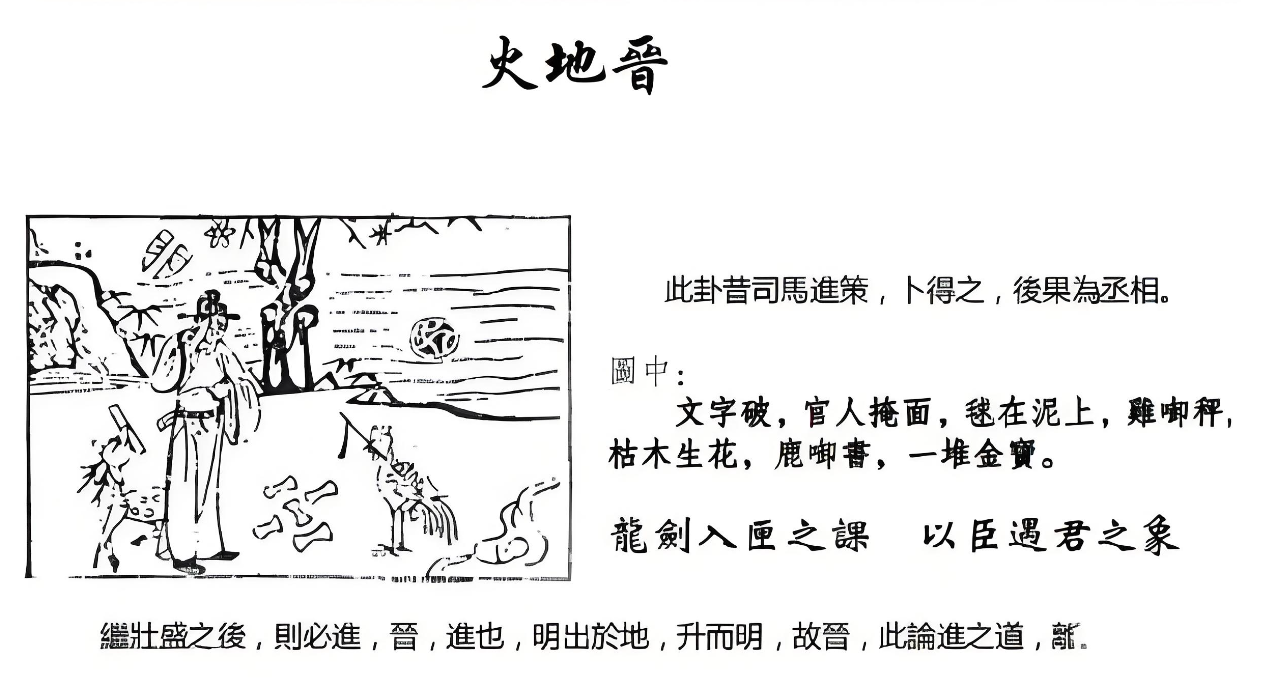 火地晉
此卦昔司馬進策，卜得之，後果為丞相。
圖中：
文字破，官人掩面，毬在泥上，雞啣秤，
枯木生花，鹿啣書，一堆金寶。
龍劍入匣之課　以臣遇君之象
繼壯盛之後，則必進，晉，進也，明出於地，升而明，故晉，此論進之道，離。